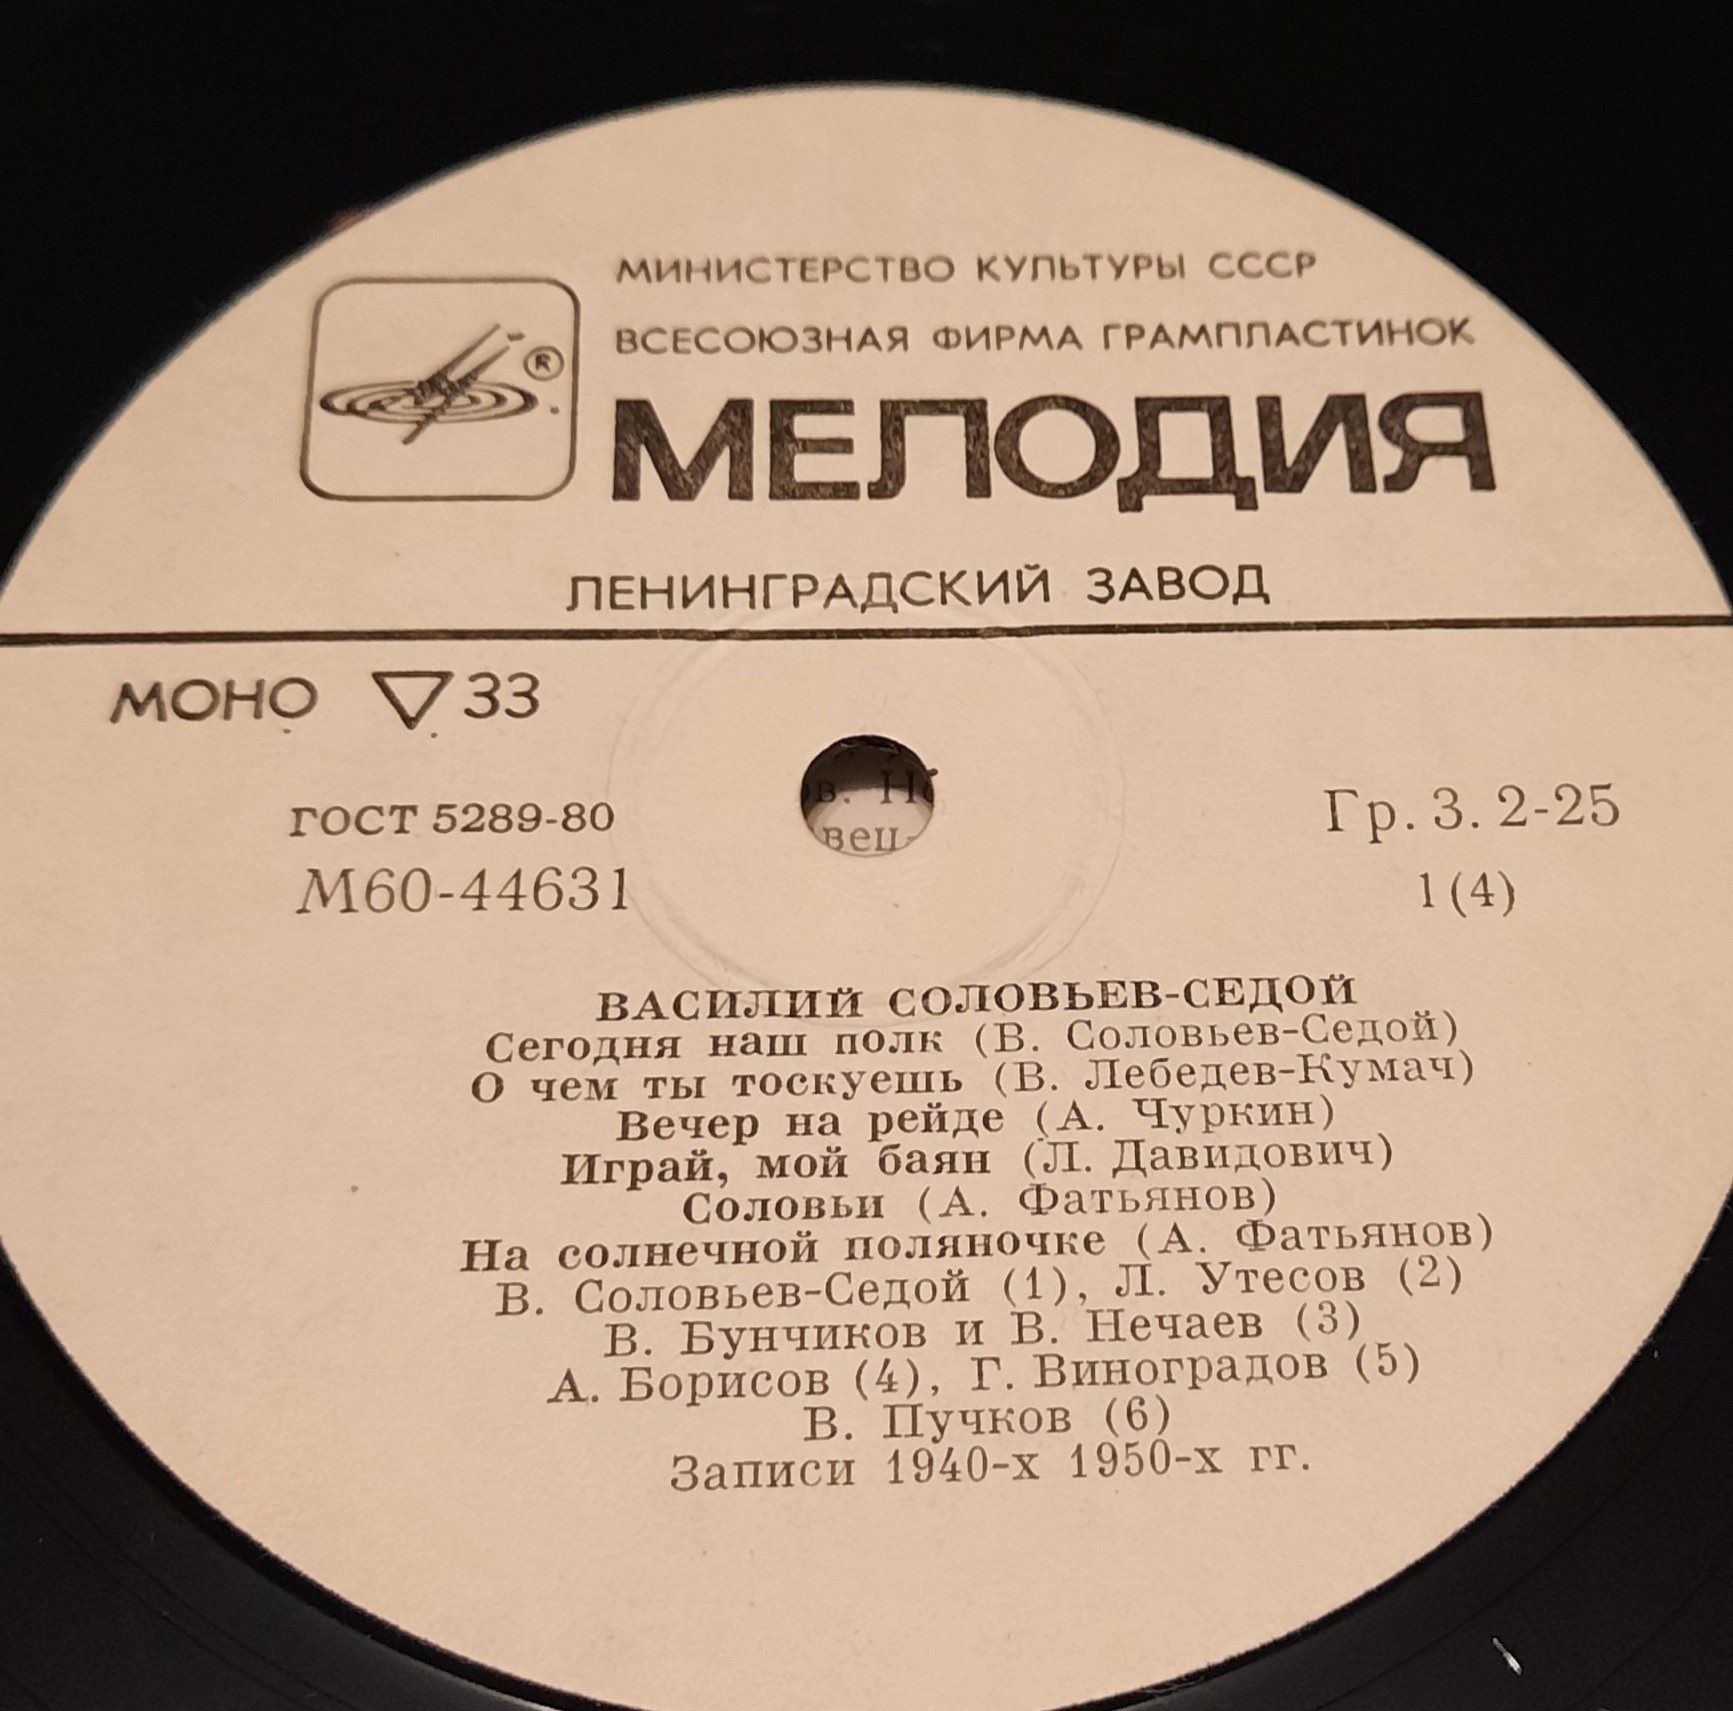 МИНИСТЕРСТВО КУЛЬТУРЫ СССР
ВСЕСОЮЗНАЯ ФИРМА ГРАМПЛАСТИНОК
®
МЕЛОДИЯ
ЛЕНИНГРАДСКИЙ ЗАВОД
МОНО ▽ 33
ГОСТ 5289-80
М60-44631
Гр. 3. 2-25
1(4)
вец-
ВАСИЛИЙ СОЛОВЬЕВ-СЕДОЙ
Сегодня наш полк (В. Соловьев-Седой)
О чем ты тоскуешь (В. Лебедев-Кумач)
Вечер на рейде (А. Чуркин)
Играй, мой баян (Л. Давидович)
Соловьи (А. Фатьянов)
На солнечной поляночке (А. Фатьянов)
В. Соловьев-Седой (1), Л. Утесов (2)
В. Бунчиков и В. Нечаев (3)
А. Борисов (4), Г. Виноградов (5)
В. Пучков (6)
Записи 1940-х 1950-х гг.